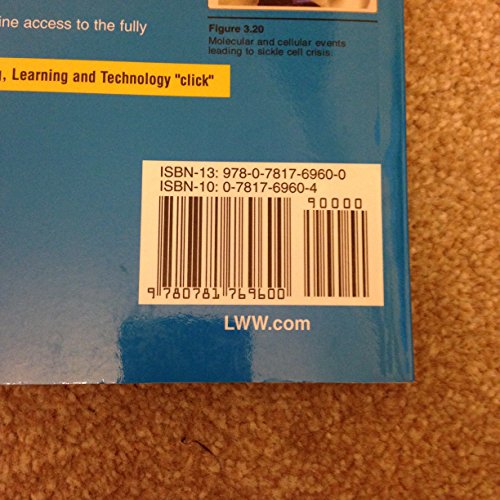 ine access to the fully
Figure 3.20
Molecular and cellular events
leading to sickle cell crisis.
, Learning and Technology "click"
ISBN-13: 978-0-7817-6960-0
ISBN-10: 0-7817-6960-4
90000
9 780781 769600
LWW.com